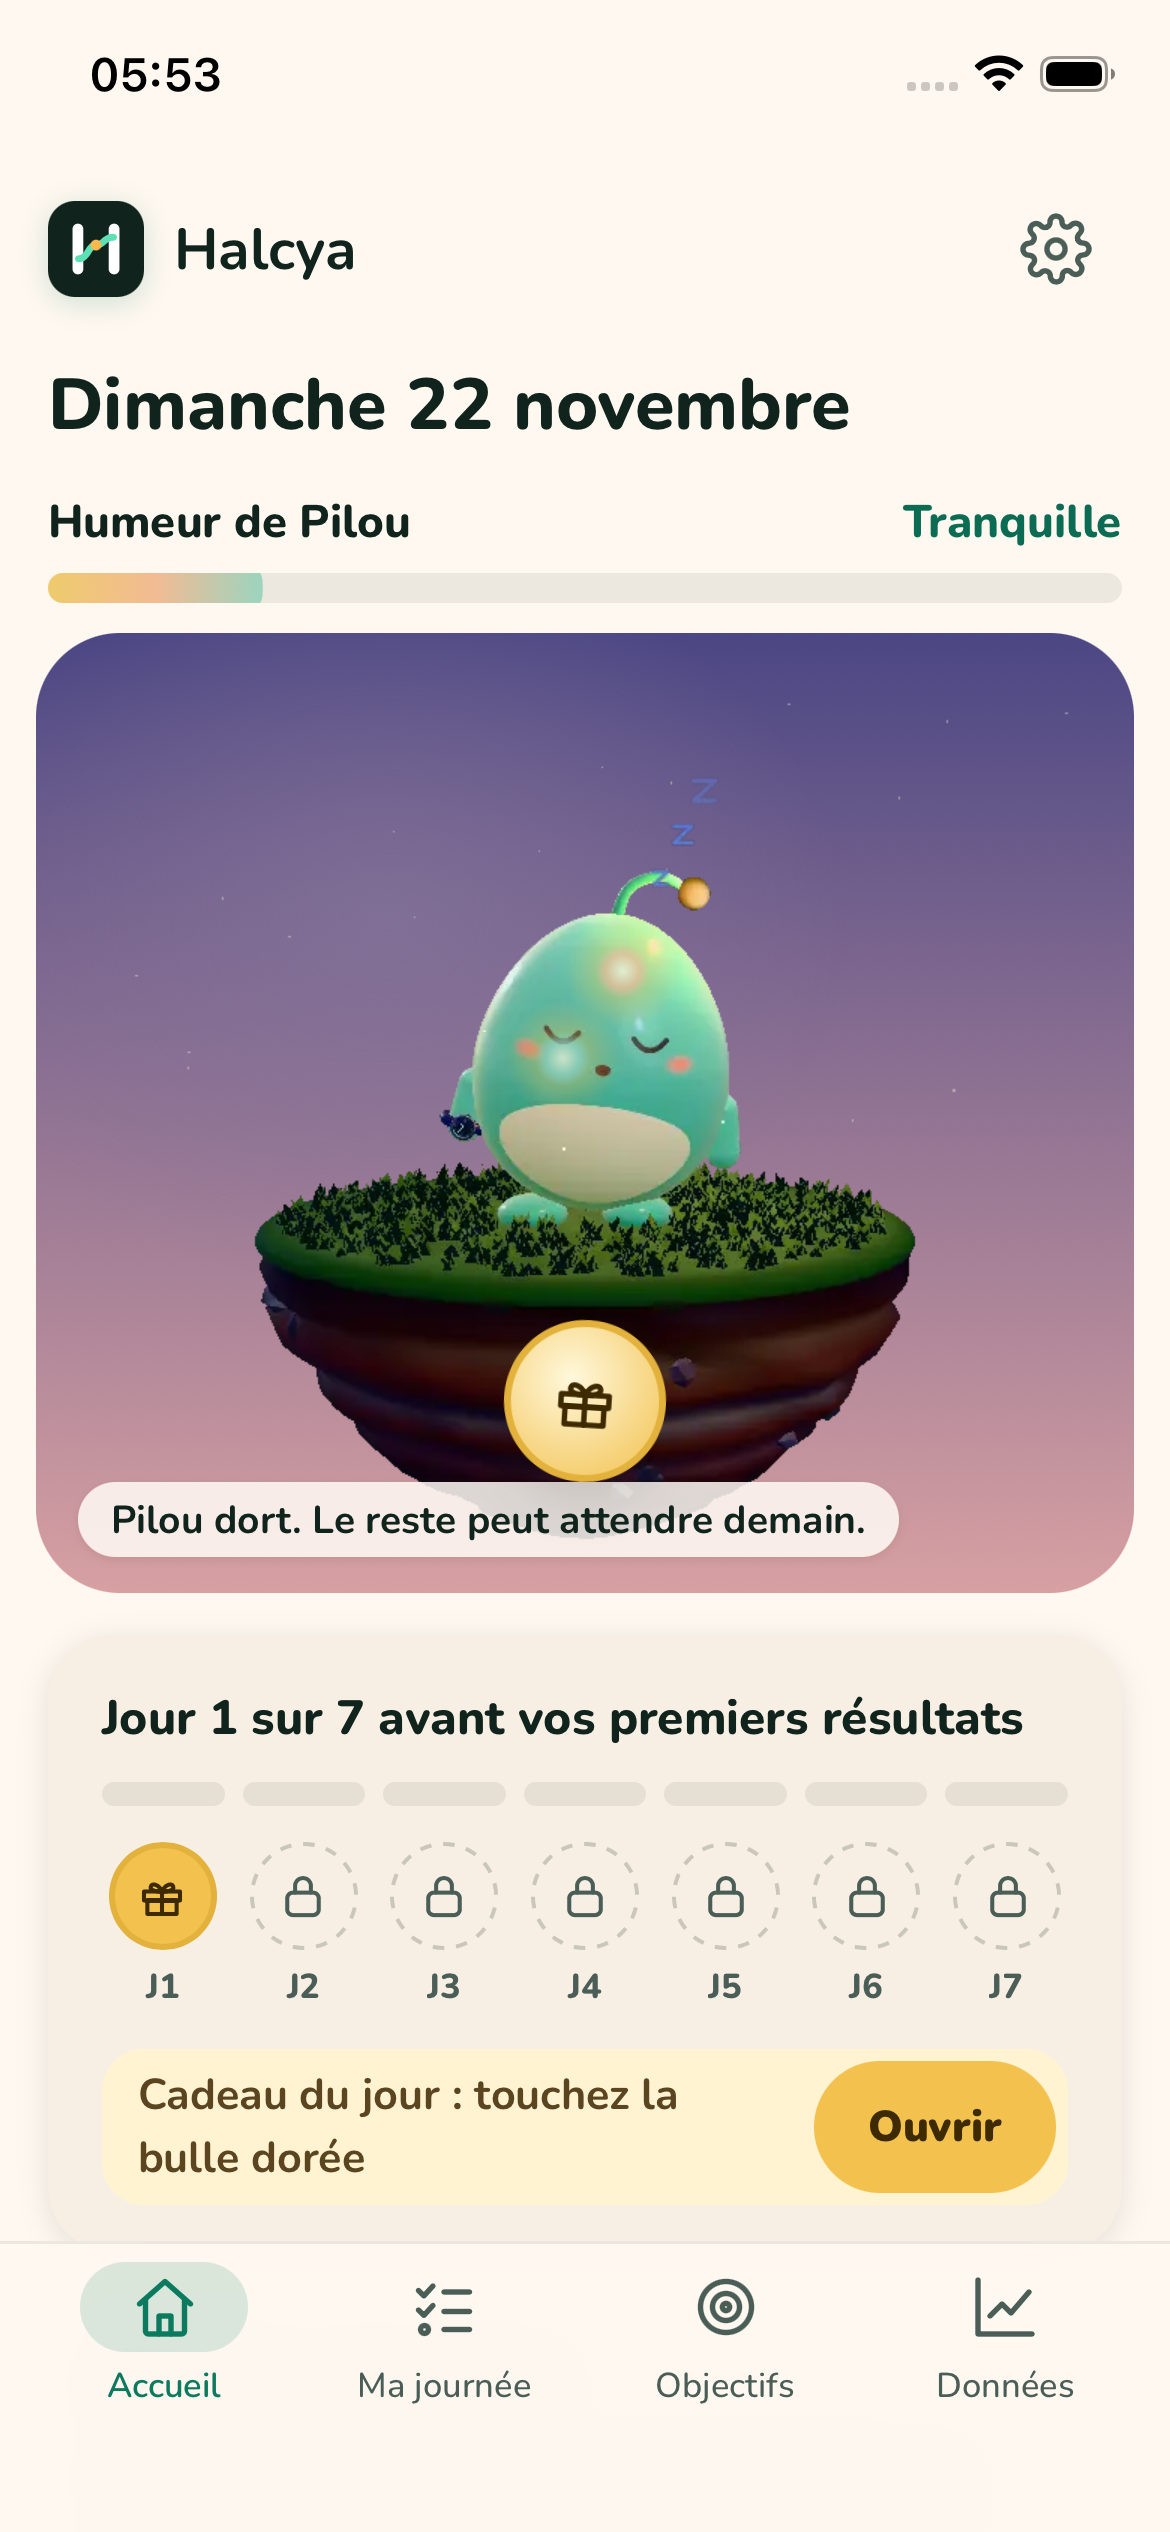 05:53
Halcya
Dimanche 22 novembre
Humeur de Pilou
Tranquille
Z
Z
Z
Pilou dort. Le reste peut attendre demain.
Jour 1 sur 7 avant vos premiers résultats
J1
J2
J3
J4
J5
J6
J7
Cadeau du jour : touchez la
bulle dorée
Ouvrir
Accueil
Ma journée
Objectifs
Données